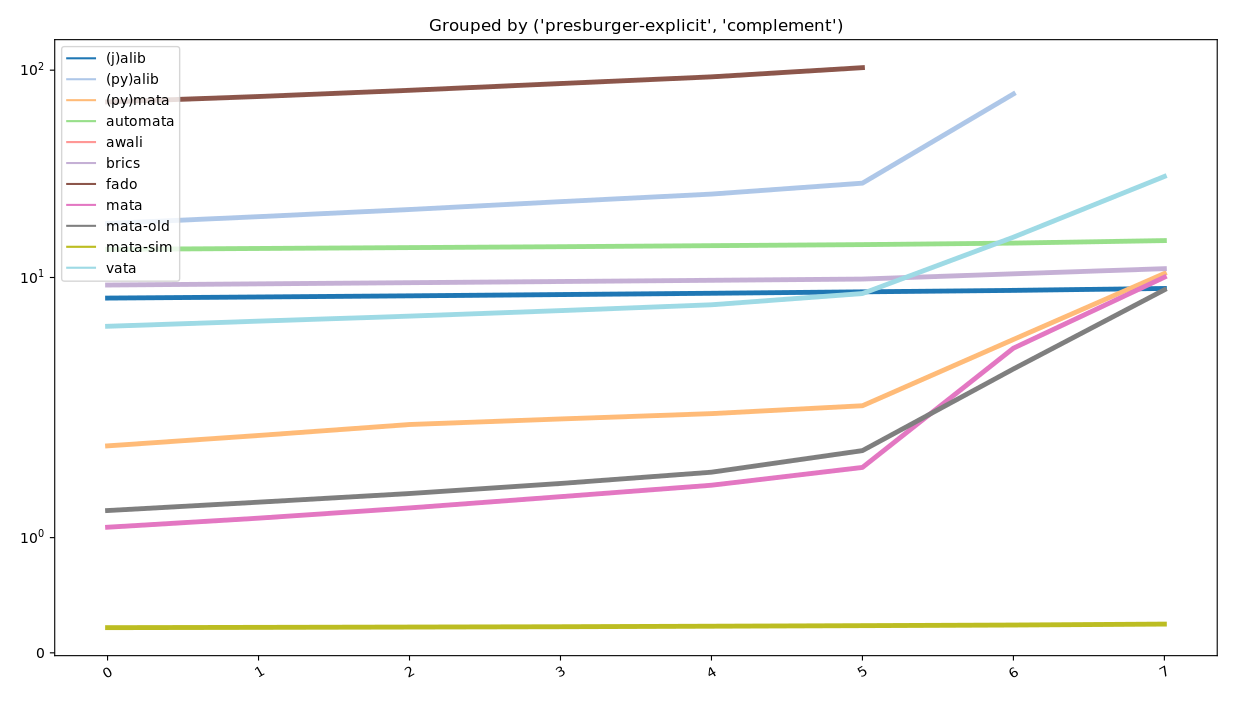 Grouped by ('presburger-explicit', 'complement')
(j)alib
(py)alib
(py)mata
automata
awali
brics
fado
mata
mata-old
mata-sim
vata
10²
10¹
10⁰
0
0 1 2 3 4 5 6 7